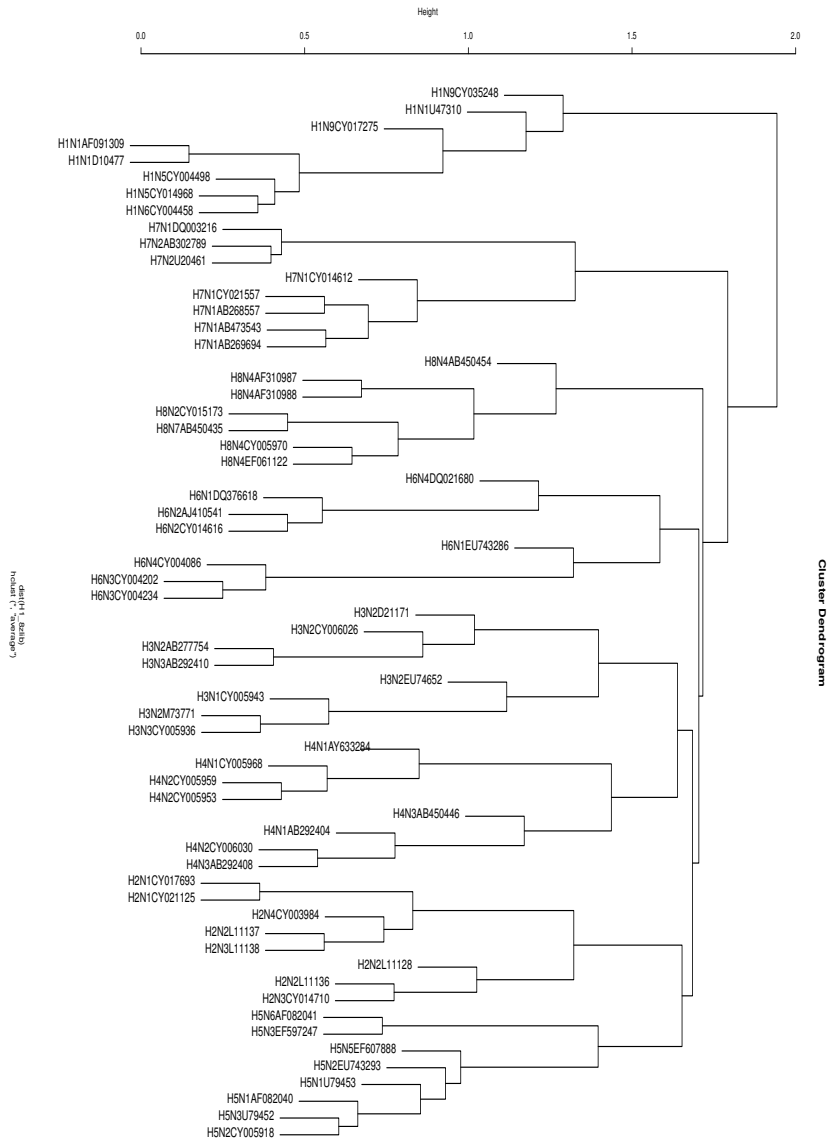 Height
0.0 0.5 1.0 1.5 2.0
H1N9CY035248
H1N1U47310
H1N9CY017275
H1N1AF091309
H1N1D10477
H1N5CY004498
H1N5CY014968
H1N6CY004458
H7N1DQ003216
H7N2AB302789
H7N2U20461
H7N1CY014612
H7N1CY021557
H7N1AB268557
H7N1AB473543
H7N1AB269694
H8N4AB450454
H8N4AF310987
H8N4AF310988
H8N2CY015173
H8N7AB450435
H8N4CY005970
H8N4EF061122
H6N4DQ021680
H6N1DQ376618
H6N2AJ410541
H6N2CY014616
H6N1EU743286
H6N4CY004086
H6N3CY004202
H6N3CY004234
H3N2D21171
H3N2CY006026
H3N2AB277754
H3N3AB292410
H3N2EU74652
H3N1CY005943
H3N2M73771
H3N3CY005936
H4N1AY633284
H4N1CY005968
H4N2CY005959
H4N2CY005953
H4N3AB450446
H4N1AB292404
H4N2CY006030
H4N3AB292408
H2N1CY017693
H2N1CY021125
H2N4CY003984
H2N2L11137
H2N3L11138
H2N2L11128
H2N2L11136
H2N3CY014710
H5N6AF082041
H5N3EF597247
H5N5EF607888
H5N2EU743293
H5N1U79453
H5N1AF082040
H5N3U79452
H5N2CY005918
Cluster Dendrogram
dist(H1_8zlib)
hclust (*, "average")